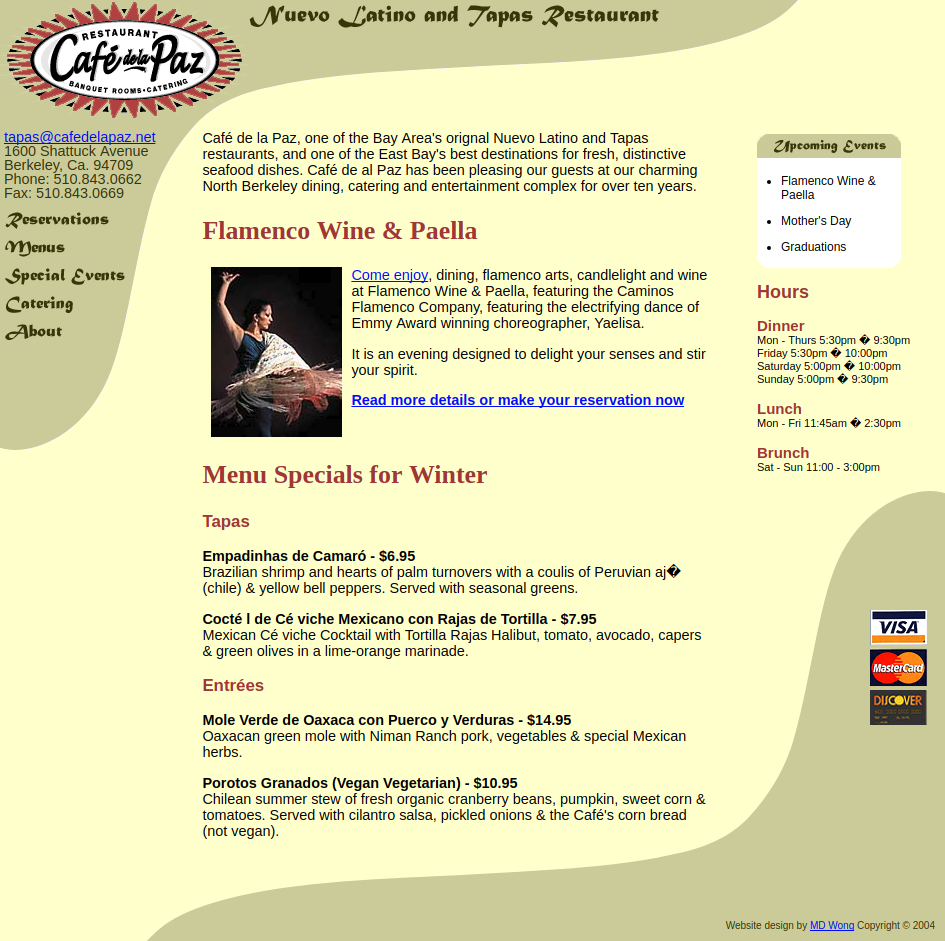 Nuevo Latino and Tapas Restaurant
RESTAURANT
Café de la Paz
BANQUET ROOMS • CATERING
tapas@cafedelapaz.net
1600 Shattuck Avenue
Berkeley, Ca. 94709
Phone: 510.843.0662
Fax: 510.843.0669
Reservations
Menus
Special Events
Catering
About
Café de la Paz, one of the Bay Area's orignal Nuevo Latino and Tapas
restaurants, and one of the East Bay's best destinations for fresh, distinctive
seafood dishes. Café de al Paz has been pleasing our guests at our charming
North Berkeley dining, catering and entertainment complex for over ten years.
Flamenco Wine & Paella
Come enjoy, dining, flamenco arts, candlelight and wine
at Flamenco Wine & Paella, featuring the Caminos
Flamenco Company, featuring the electrifying dance of
Emmy Award winning choreographer, Yaelisa.
It is an evening designed to delight your senses and stir
your spirit.
Read more details or make your reservation now
Menu Specials for Winter
Tapas
Empadinhas de Camaró - $6.95
Brazilian shrimp and hearts of palm turnovers with a coulis of Peruvian aj�
(chile) & yellow bell peppers. Served with seasonal greens.
Cocté l de Cé viche Mexicano con Rajas de Tortilla - $7.95
Mexican Cé viche Cocktail with Tortilla Rajas Halibut, tomato, avocado, capers
& green olives in a lime-orange marinade.
Entrées
Mole Verde de Oaxaca con Puerco y Verduras - $14.95
Oaxacan green mole with Niman Ranch pork, vegetables & special Mexican
herbs.
Porotos Granados (Vegan Vegetarian) - $10.95
Chilean summer stew of fresh organic cranberry beans, pumpkin, sweet corn &
tomatoes. Served with cilantro salsa, pickled onions & the Café's corn bread
(not vegan).
Upcoming Events
Flamenco Wine &
Paella
Mother's Day
Graduations
Hours
Dinner
Mon - Thurs 5:30pm � 9:30pm
Friday 5:30pm � 10:00pm
Saturday 5:00pm � 10:00pm
Sunday 5:00pm � 9:30pm
Lunch
Mon - Fri 11:45am � 2:30pm
Brunch
Sat - Sun 11:00 - 3:00pm
VISA
MasterCard
DISCOVER
Website design by MD Wong Copyright © 2004